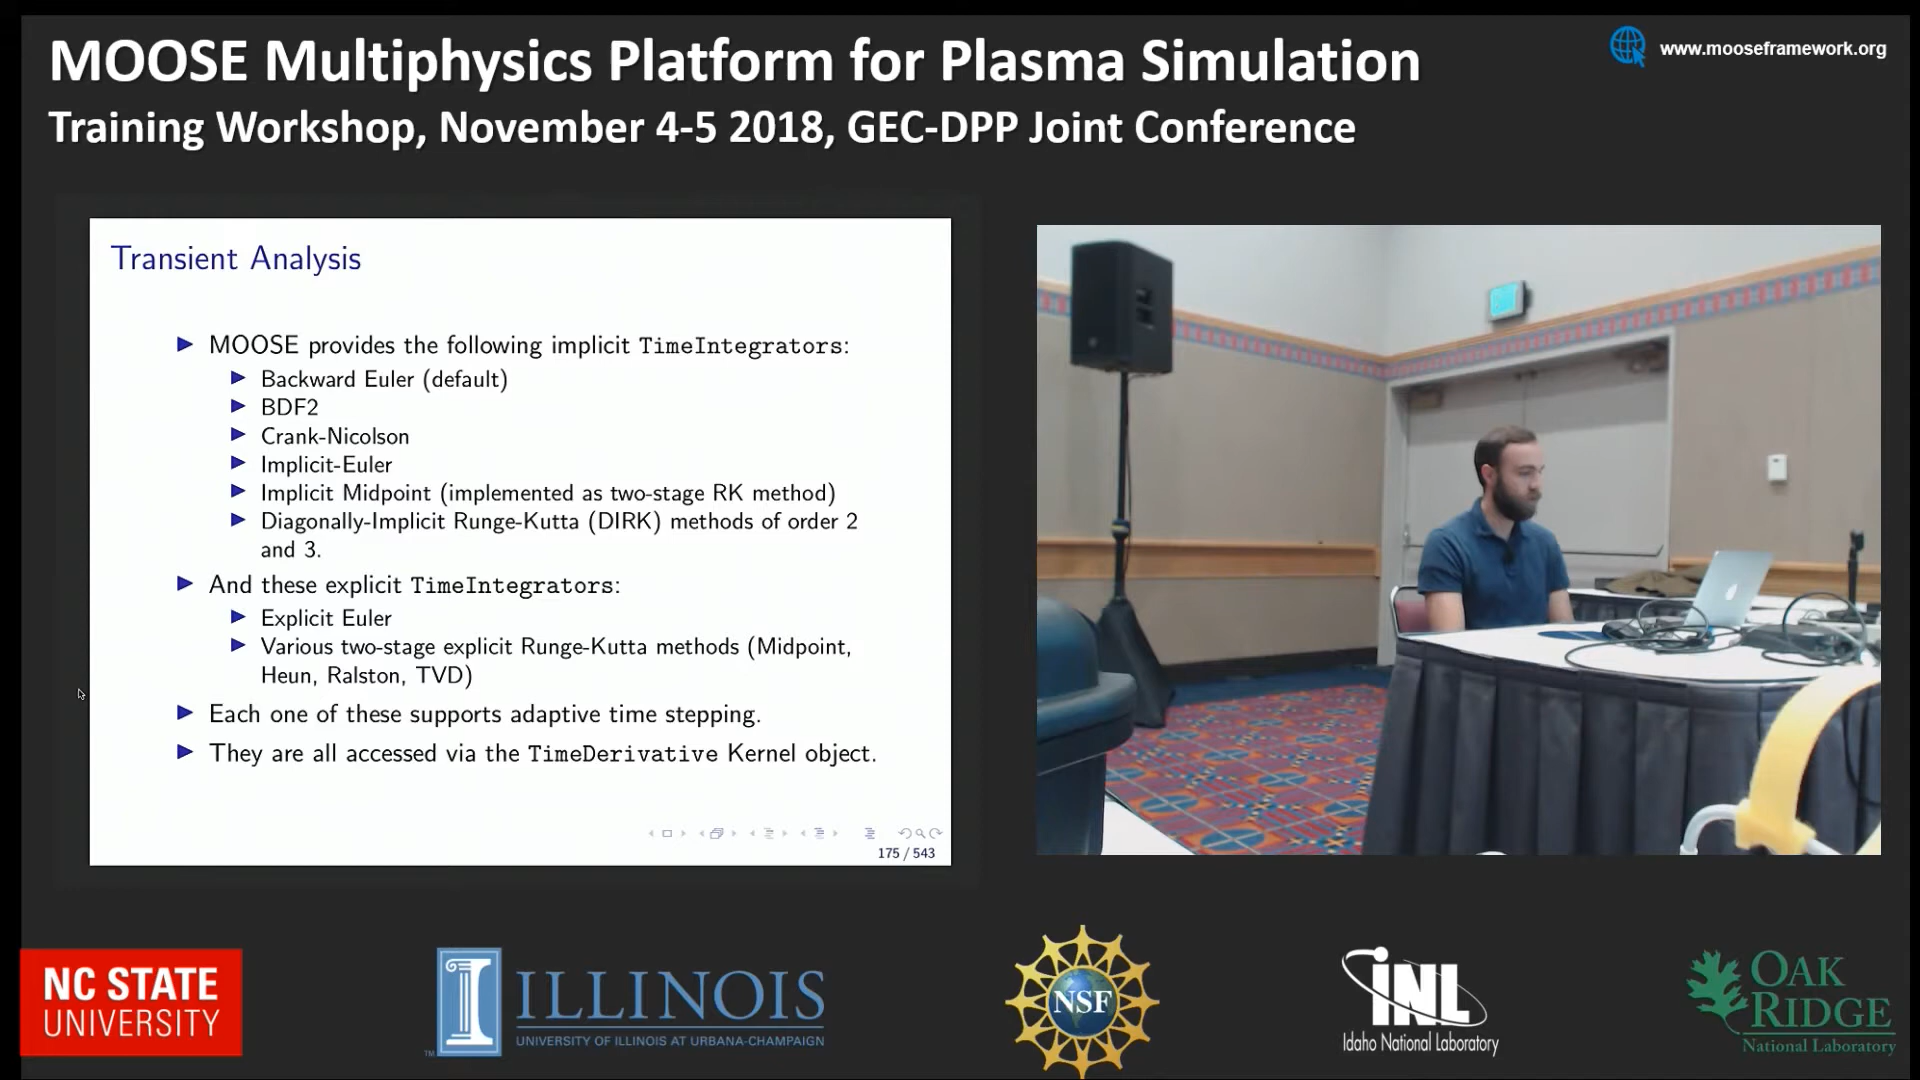 MOOSE Multiphysics Platform for Plasma Simulation
www.mooseframework.org
Training Workshop, November 4-5 2018, GEC-DPP Joint Conference
Transient Analysis
MOOSE provides the following implicit TimeIntegrators:
Backward Euler (default)
BDF2
Crank-Nicolson
Implicit-Euler
Implicit Midpoint (implemented as two-stage RK method)
Diagonally-Implicit Runge-Kutta (DIRK) methods of order 2
and 3.
And these explicit TimeIntegrators:
Explicit Euler
Various two-stage explicit Runge-Kutta methods (Midpoint,
Heun, Ralston, TVD)
Each one of these supports adaptive time stepping.
They are all accessed via the TimeDerivative Kernel object.
175 / 543
NC STATE
UNIVERSITY
ILLINOIS
UNIVERSITY OF ILLINOIS AT URBANA-CHAMPAIGN
TM
NSF
INL
Idaho National Laboratory
OAK
RIDGE
National Laboratory